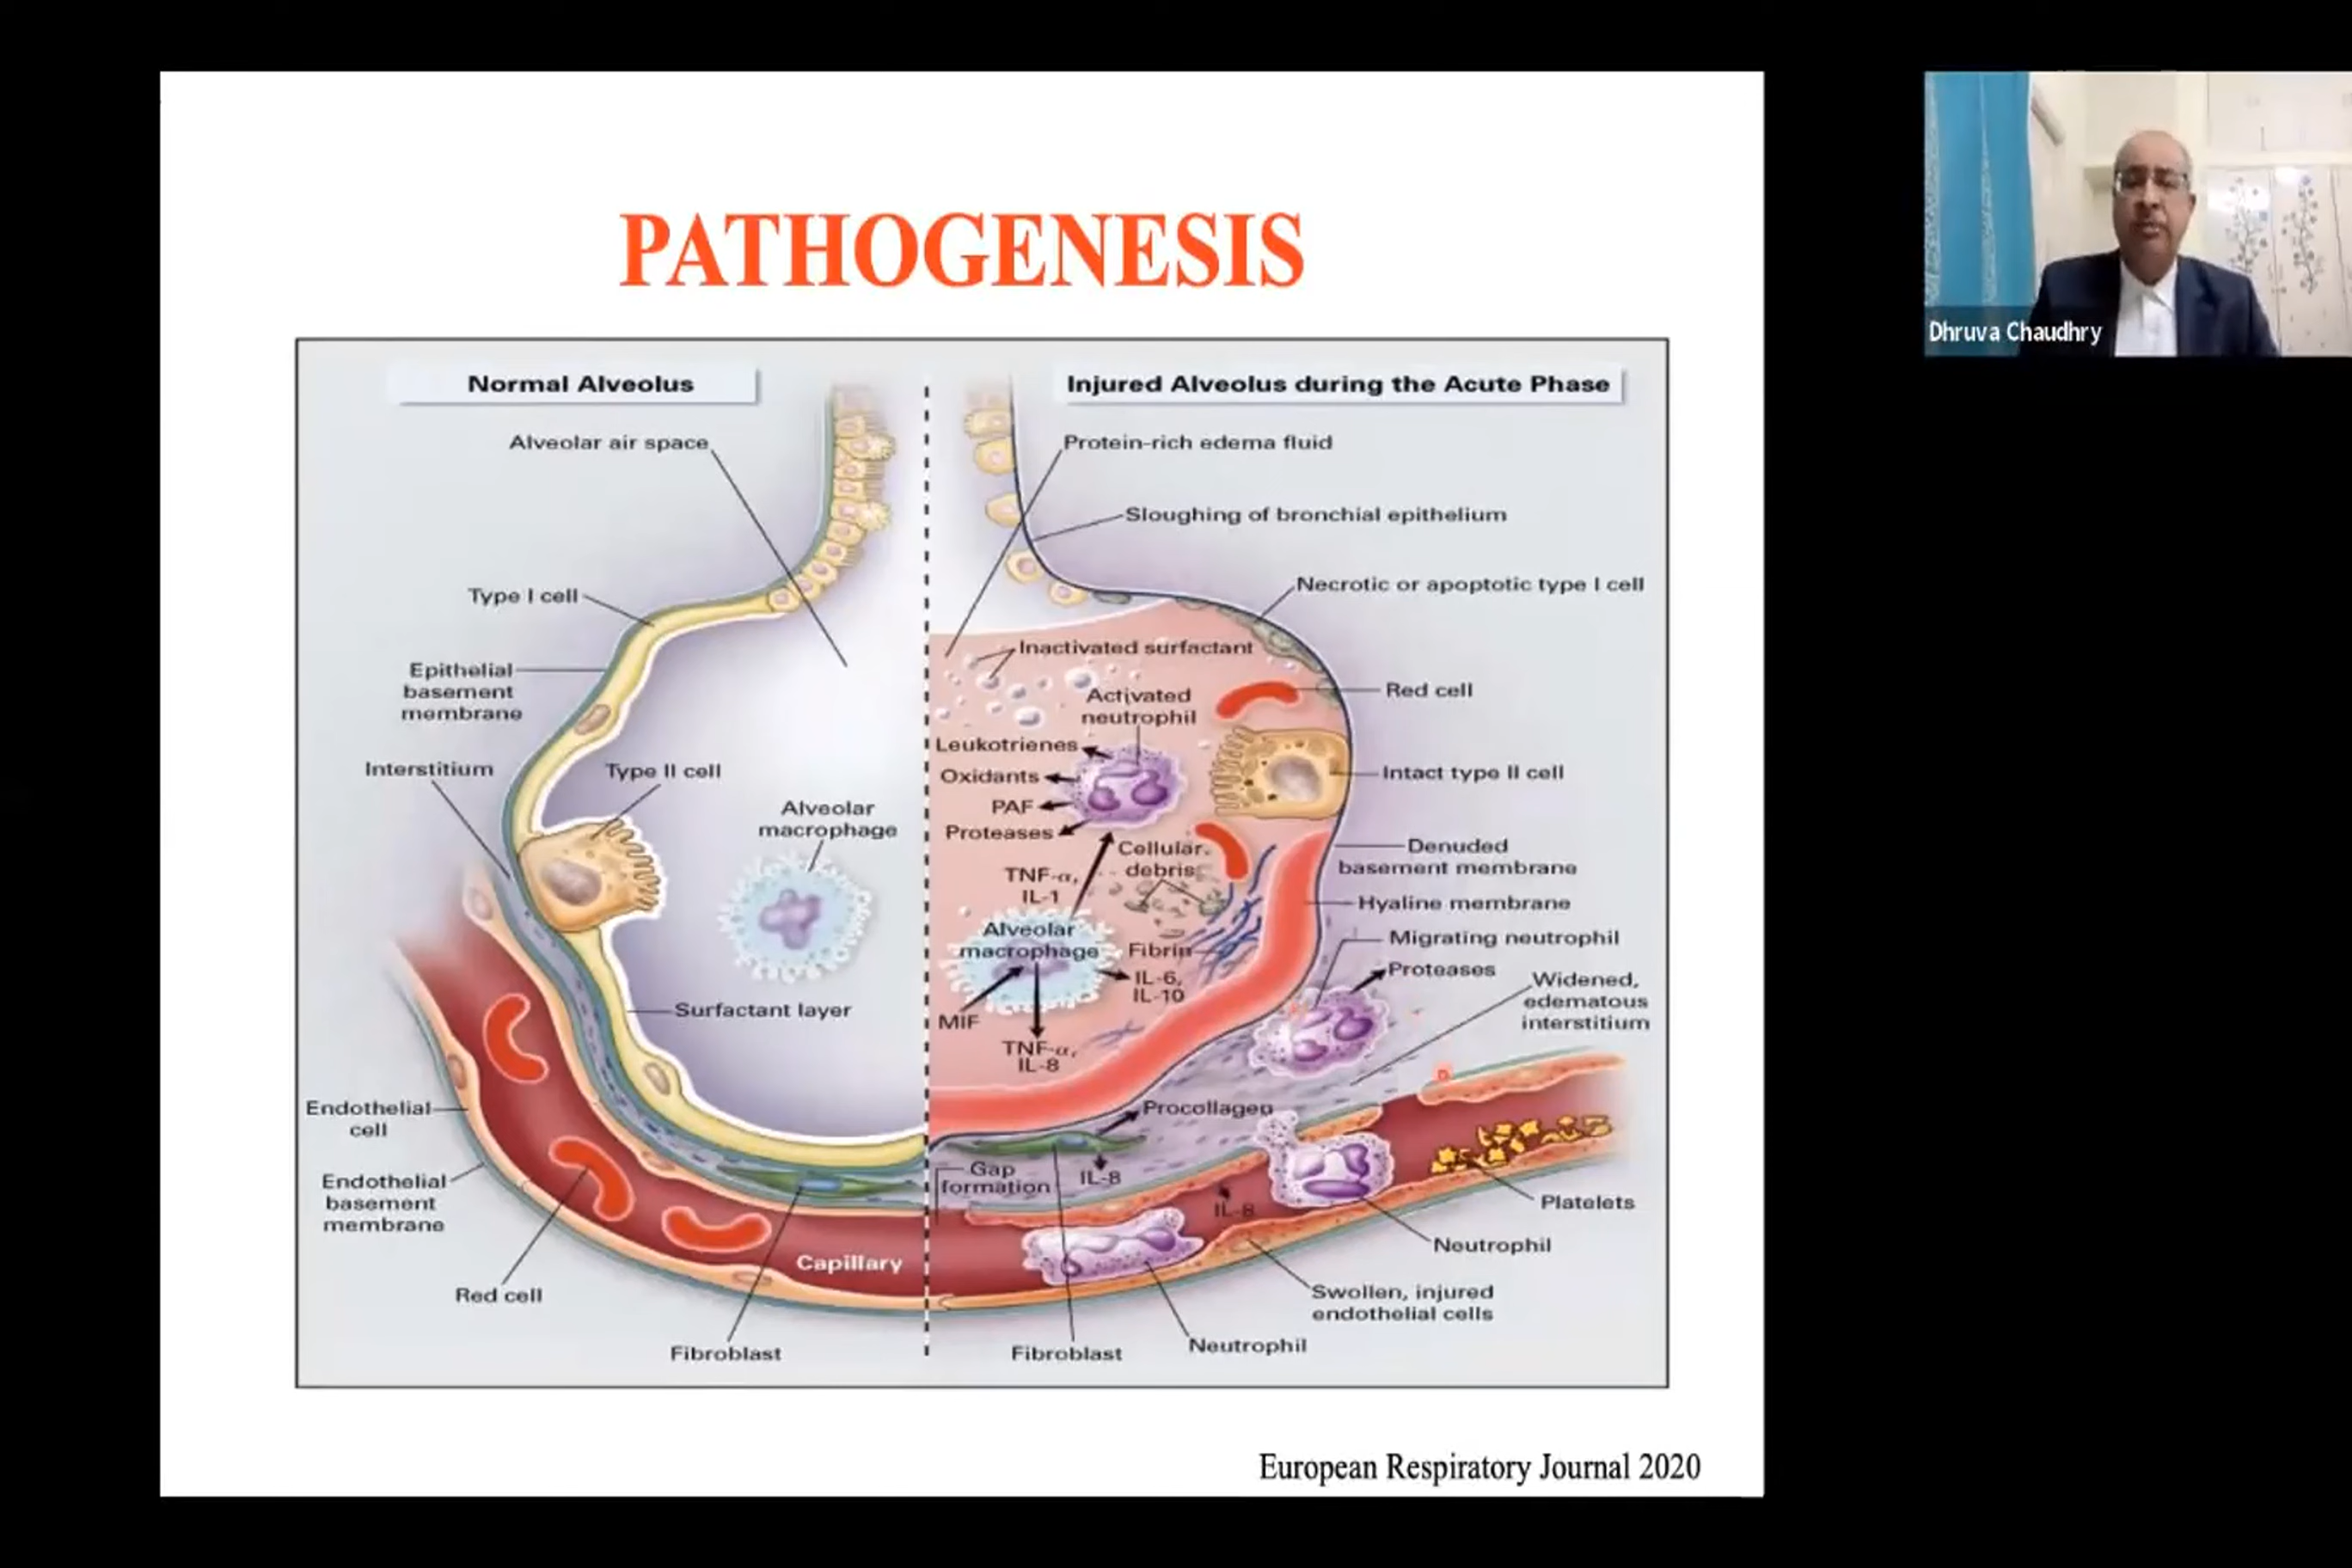 PATHOGENESIS
Dhruva Chaudhry
Normal Alveolus
Alveolar air space
Type I cell
Epithelial
basement
membrane
Interstitium
Type II cell
Alveolar
macrophage
Surfactant layer
Endothelial
cell
Endothelial
basement
membrane
Red cell
Capillary
Fibroblast
Injured Alveolus during the Acute Phase
Protein-rich edema fluid
Sloughing of bronchial epithelium
Necrotic or apoptotic type I cell
Inactivated surfactant
Red cell
Activated
neutrophil
Leukotrienes
Oxidants
PAF
Proteases
Intact type II cell
Cellular
debris
TNF-α,
IL-1
Denuded
basement membrane
Hyaline membrane
Alveolar
macrophage
Fibrin
IL-6,
IL-10
MIF
TNF-α,
IL-8
Migrating neutrophil
Proteases
Widened,
edematous
interstitium
Procollagen
Gap
formation
IL-8
IL-8
Platelets
Neutrophil
Swollen, injured
endothelial cells
Neutrophil
Fibroblast
European Respiratory Journal 2020